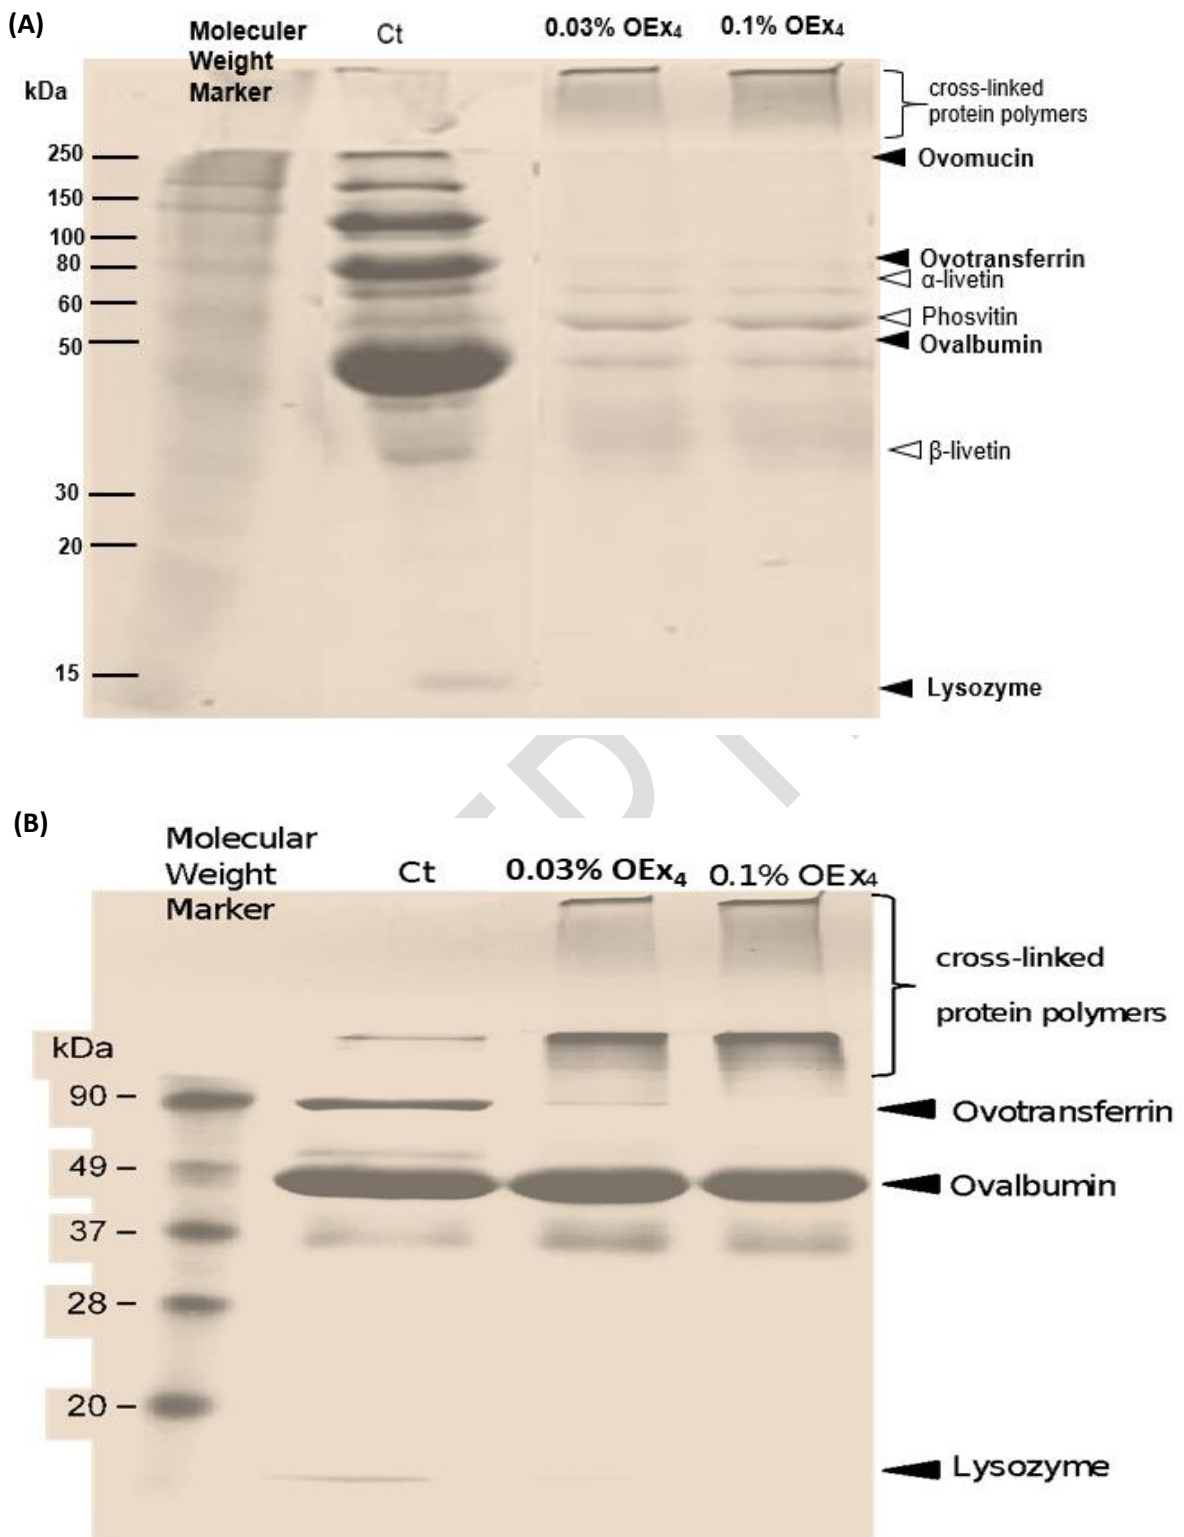 (A)
Moleculer
Weight
Marker
Ct
0.03% OEx₄
0.1% OEx₄
kDa
cross-linked
protein polymers
250
Ovomucin
150
100
80
Ovotransferrin
α-livetin
60
Phosvitin
50
Ovalbumin
β-livetin
30
20
15
Lysozyme
(B)
Molecular
Weight
Marker
Ct
0.03% OEx₄
0.1% OEx₄
cross-linked
protein polymers
kDa
90
Ovotransferrin
49
Ovalbumin
37
28
20
Lysozyme